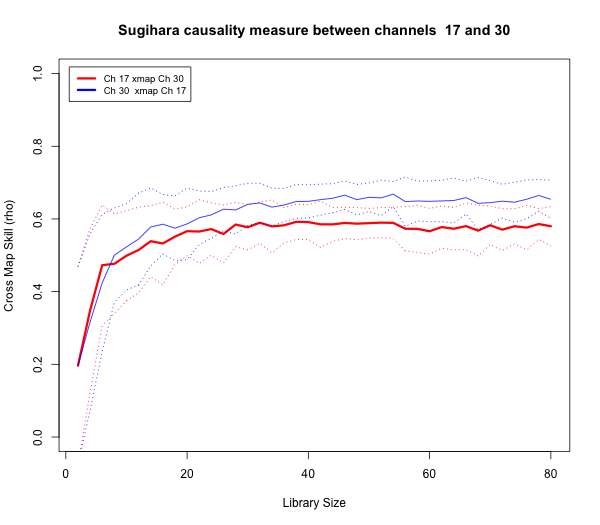 Sugihara causality measure between channels  17 and 30
Ch 17 xmap Ch 30
Ch 30  xmap Ch 17
Cross Map Skill (rho)
1.0
0.8
0.6
0.4
0.2
0.0
0 20 40 60 80
Library Size